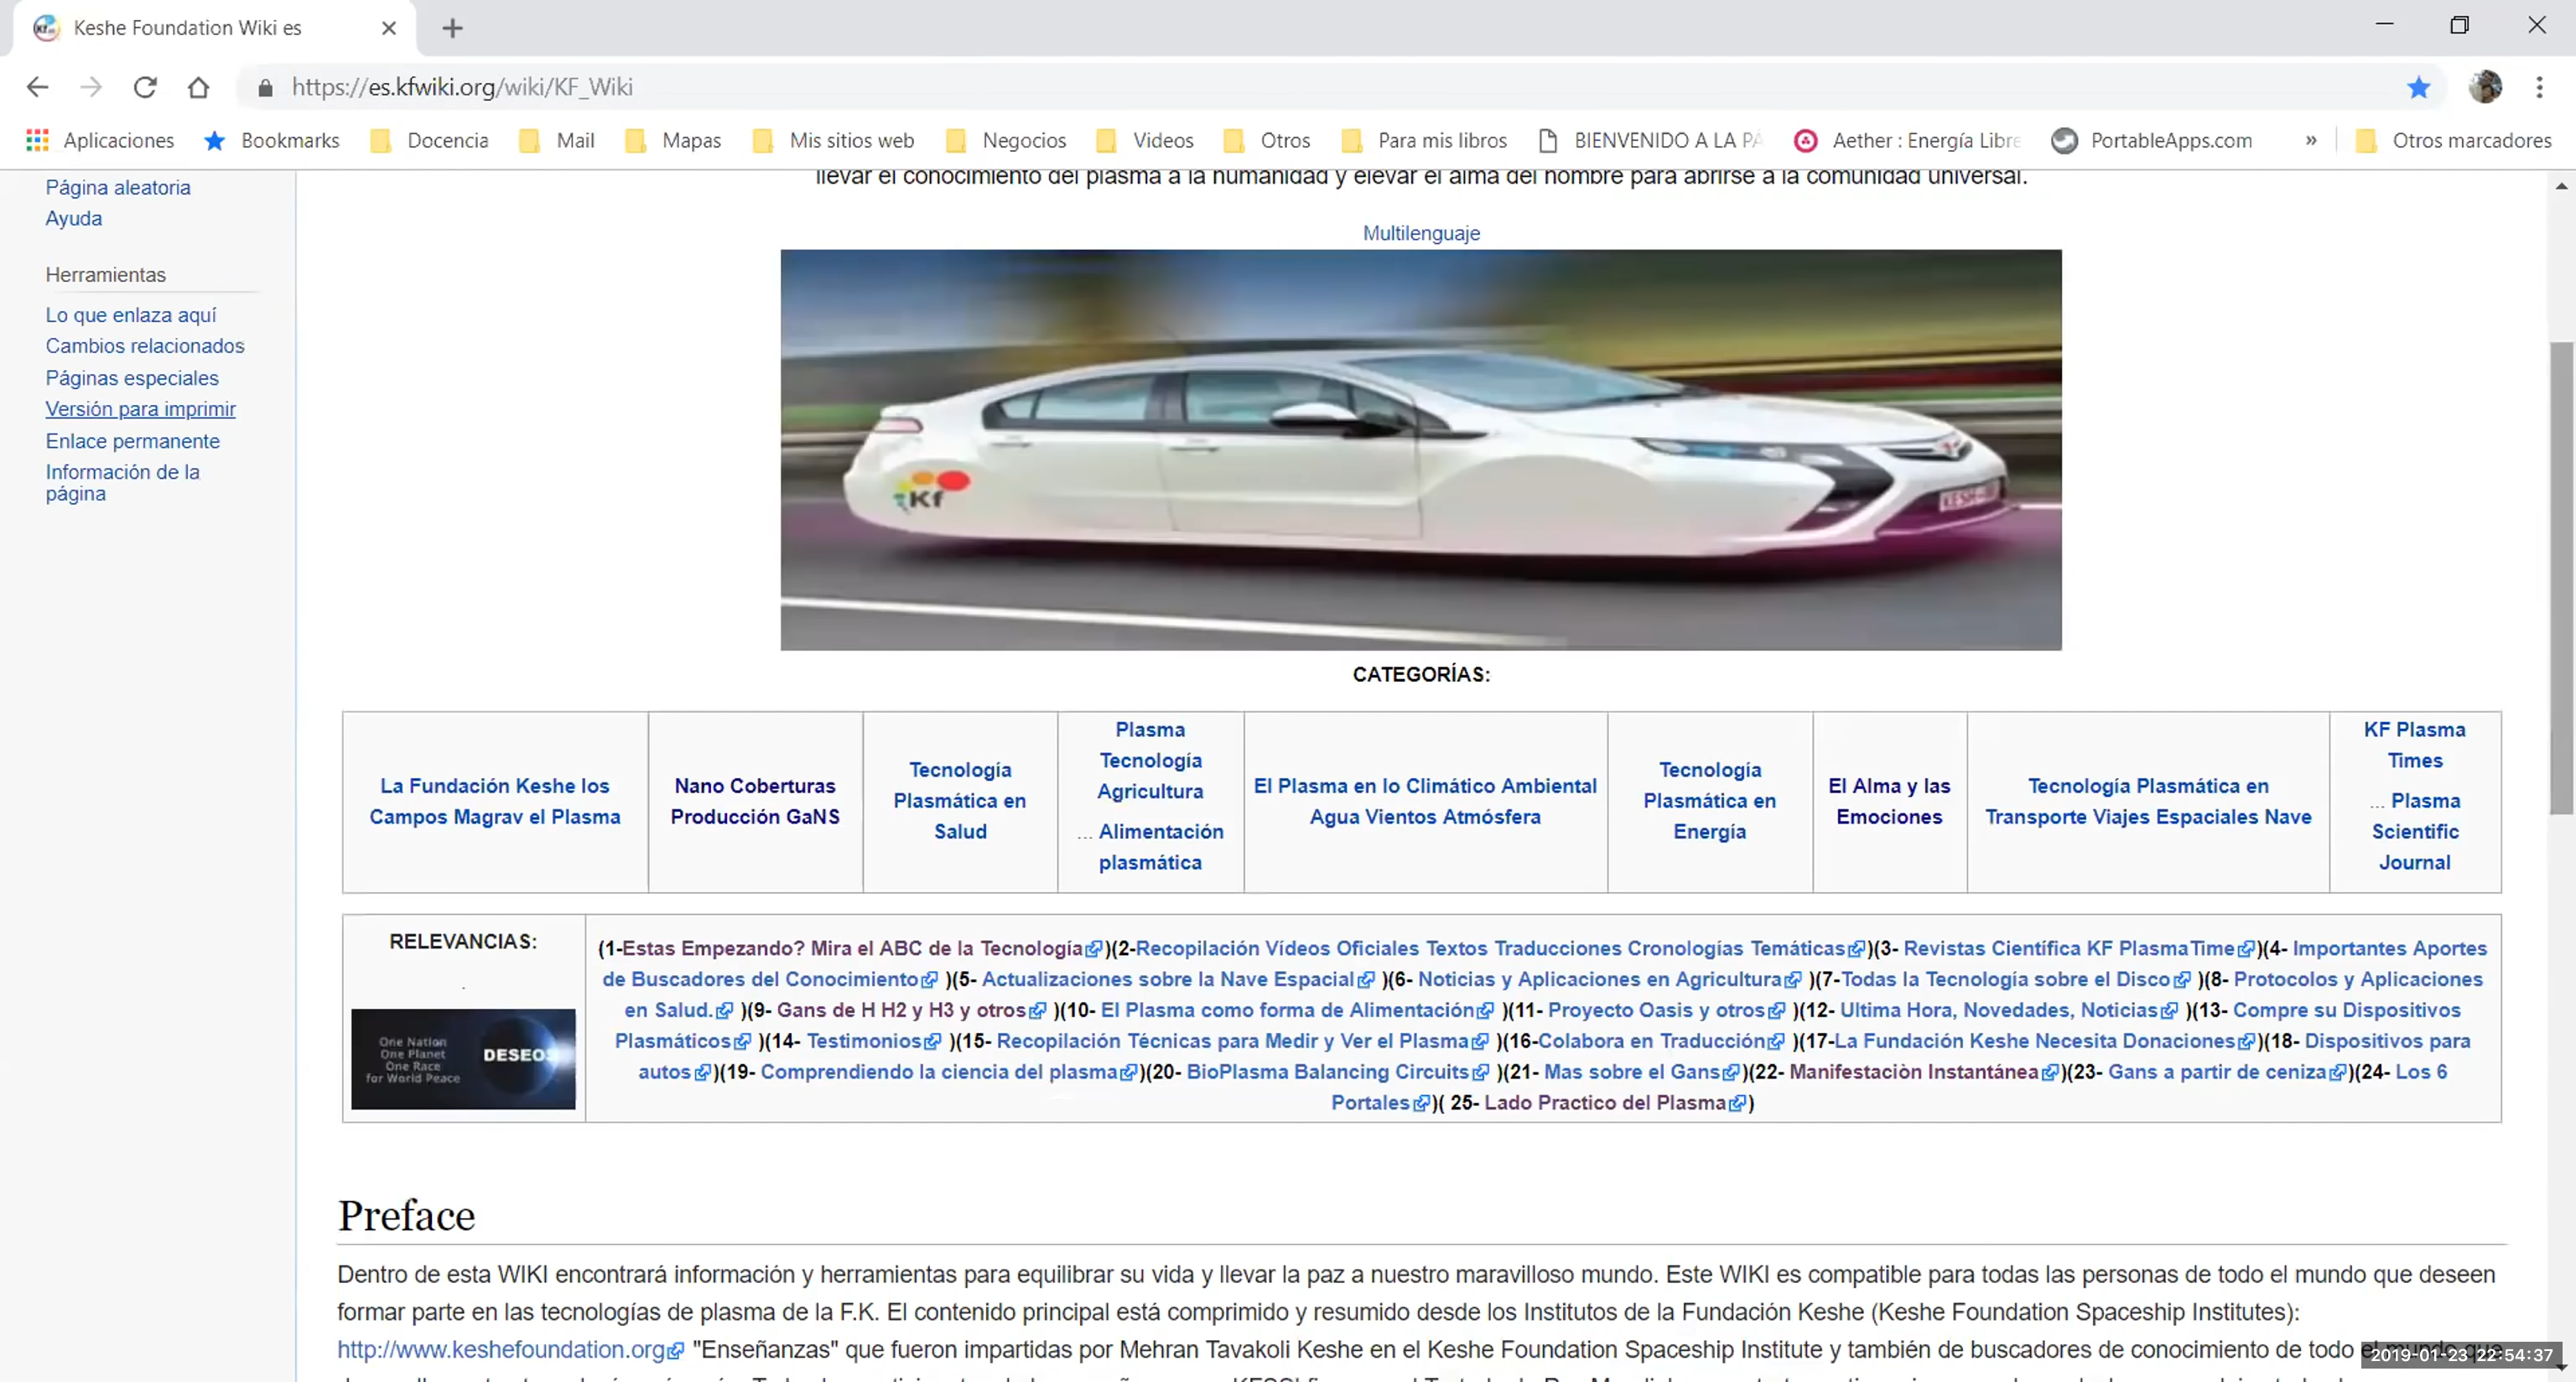 Keshe Foundation Wiki es
https://es.kfwiki.org/wiki/KF_Wiki
Aplicaciones
Bookmarks
Docencia
Mail
Mapas
Mis sitios web
Negocios
Videos
Otros
Para mis libros
BIENVENIDO A LA PÁ
Aether : Energía Libre
PortableApps.com
»
Otros marcadores
Página aleatoria
Ayuda
Herramientas
Lo que enlaza aquí
Cambios relacionados
Páginas especiales
Versión para imprimir
Enlace permanente
Información de la
página
llevar el conocimiento del plasma a la humanidad y elevar el alma del hombre para abrirse a la comunidad universal.
Multilenguaje
Kf
CATEGORÍAS:
La Fundación Keshe los
Campos Magrav el Plasma
Nano Coberturas
Producción GaNS
Tecnología
Plasmática en
Salud
Plasma
Tecnología
Agricultura
... Alimentación
plasmática
El Plasma en lo Climático Ambiental
Agua Vientos Atmósfera
Tecnología
Plasmática en
Energía
El Alma y las
Emociones
Tecnología Plasmática en
Transporte Viajes Espaciales Nave
KF Plasma
Times
... Plasma
Scientific
Journal
RELEVANCIAS:
.
One Nation
One Planet
One Race
for World Peace
DESEOS
(1-Estas Empezando? Mira el ABC de la Tecnología)(2-Recopilación Vídeos Oficiales Textos Traducciones Cronologías Temáticas)(3- Revistas Científica KF PlasmaTime)(4- Importantes Aportes
de Buscadores del Conocimiento )(5- Actualizaciones sobre la Nave Espacial )(6- Noticias y Aplicaciones en Agricultura )(7-Todas la Tecnología sobre el Disco )(8- Protocolos y Aplicaciones
en Salud. )(9- Gans de H H2 y H3 y otros )(10- El Plasma como forma de Alimentación )(11- Proyecto Oasis y otros )(12- Ultima Hora, Novedades, Noticias )(13- Compre su Dispositivos
Plasmáticos )(14- Testimonios )(15- Recopilación Técnicas para Medir y Ver el Plasma )(16-Colabora en Traducción )(17-La Fundación Keshe Necesita Donaciones)(18- Dispositivos para
autos)(19- Comprendiendo la ciencia del plasma)(20- BioPlasma Balancing Circuits )(21- Mas sobre el Gans)(22- Manifestaciòn Instantánea)(23- Gans a partir de ceniza)(24- Los 6
Portales)( 25- Lado Practico del Plasma)
Preface
Dentro de esta WIKI encontrará información y herramientas para equilibrar su vida y llevar la paz a nuestro maravilloso mundo. Este WIKI es compatible para todas las personas de todo el mundo que deseen
formar parte en las tecnologías de plasma de la F.K. El contenido principal está comprimido y resumido desde los Institutos de la Fundación Keshe (Keshe Foundation Spaceship Institutes):
http://www.keshefoundation.org "Enseñanzas" que fueron impartidas por Mehran Tavakoli Keshe en el Keshe Foundation Spaceship Institute y también de buscadores de conocimiento de todo el mundo que
2019-01-23 22:54:37